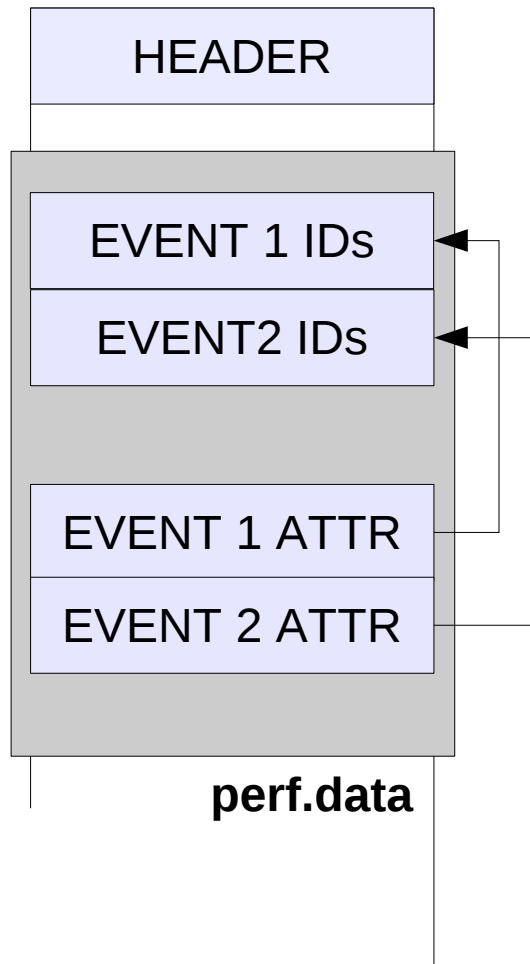 HEADER
EVENT 1 IDs
EVENT2 IDs
EVENT 1 ATTR
EVENT 2 ATTR
perf.data